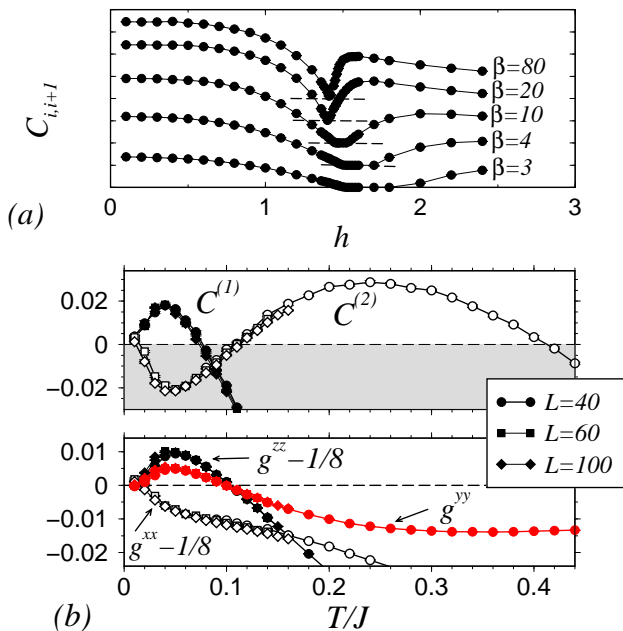 C_{i,i+1}
β=80
β=20
β=10
β=4
β=3
0 1 2 3
(a)
h
0.02
0
−0.02
C^{(1)}
C^{(2)}
L=40
L=60
L=100
0.01
0
−0.01
−0.02
g^{zz}−1/8
g^{yy}
g^{xx}−1/8
0 0.1 0.2 0.3 0.4
(b)
T/J